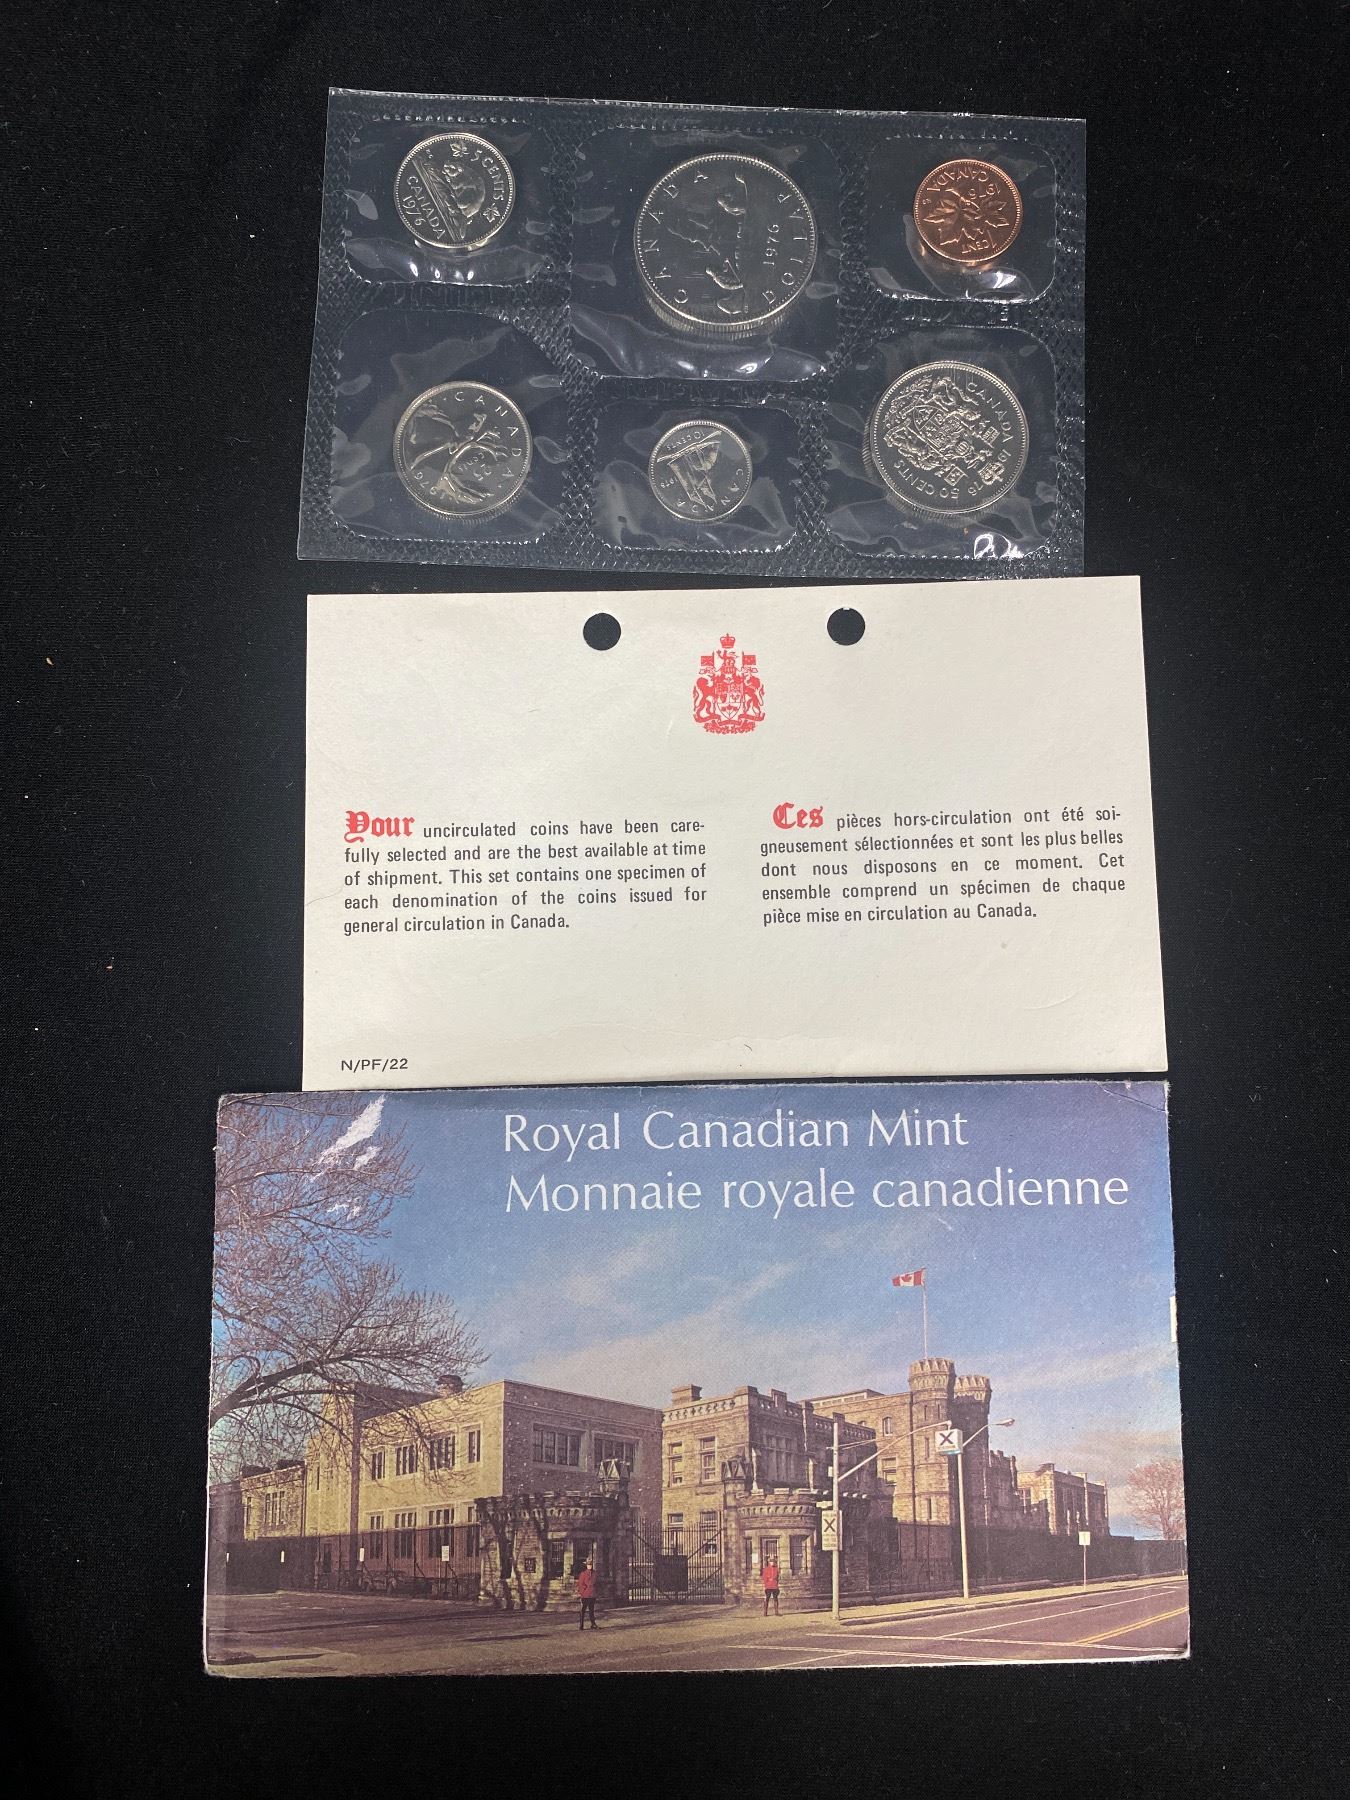 5 CENTS
CANADA
1976
CANADA
DOLLAR
1976
CANADA
1976
1 CENT
CANADA
25
CENTS
1976
CANADA
10 CENTS
1976
CANADA 1976
50 CENTS
Your uncirculated coins have been care-
fully selected and are the best available at time
of shipment. This set contains one specimen of
each denomination of the coins issued for
general circulation in Canada.
Ces pièces hors-circulation ont été soi-
gneusement sélectionnées et sont les plus belles
dont nous disposons en ce moment. Cet
ensemble comprend un spécimen de chaque
pièce mise en circulation au Canada.
N/PF/22
Royal Canadian Mint
Monnaie royale canadienne
X
X